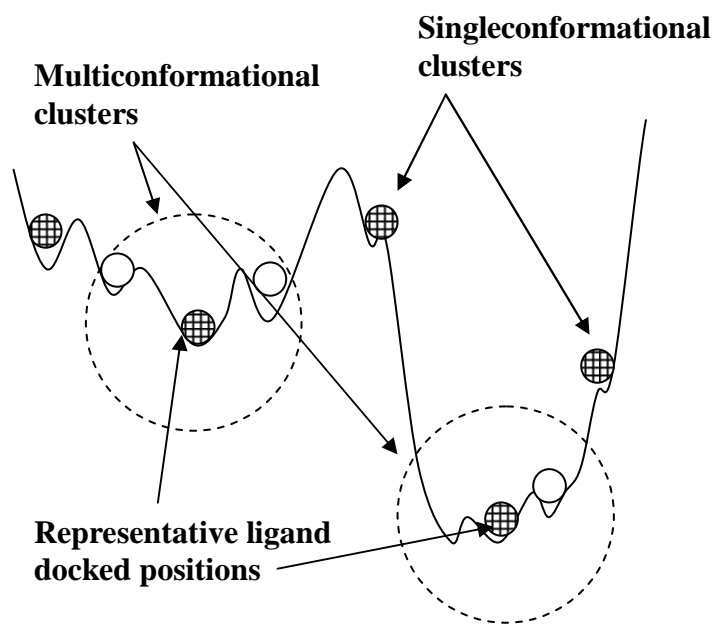 Singleconformational
clusters
Multiconformational
clusters
Representative ligand
docked positions